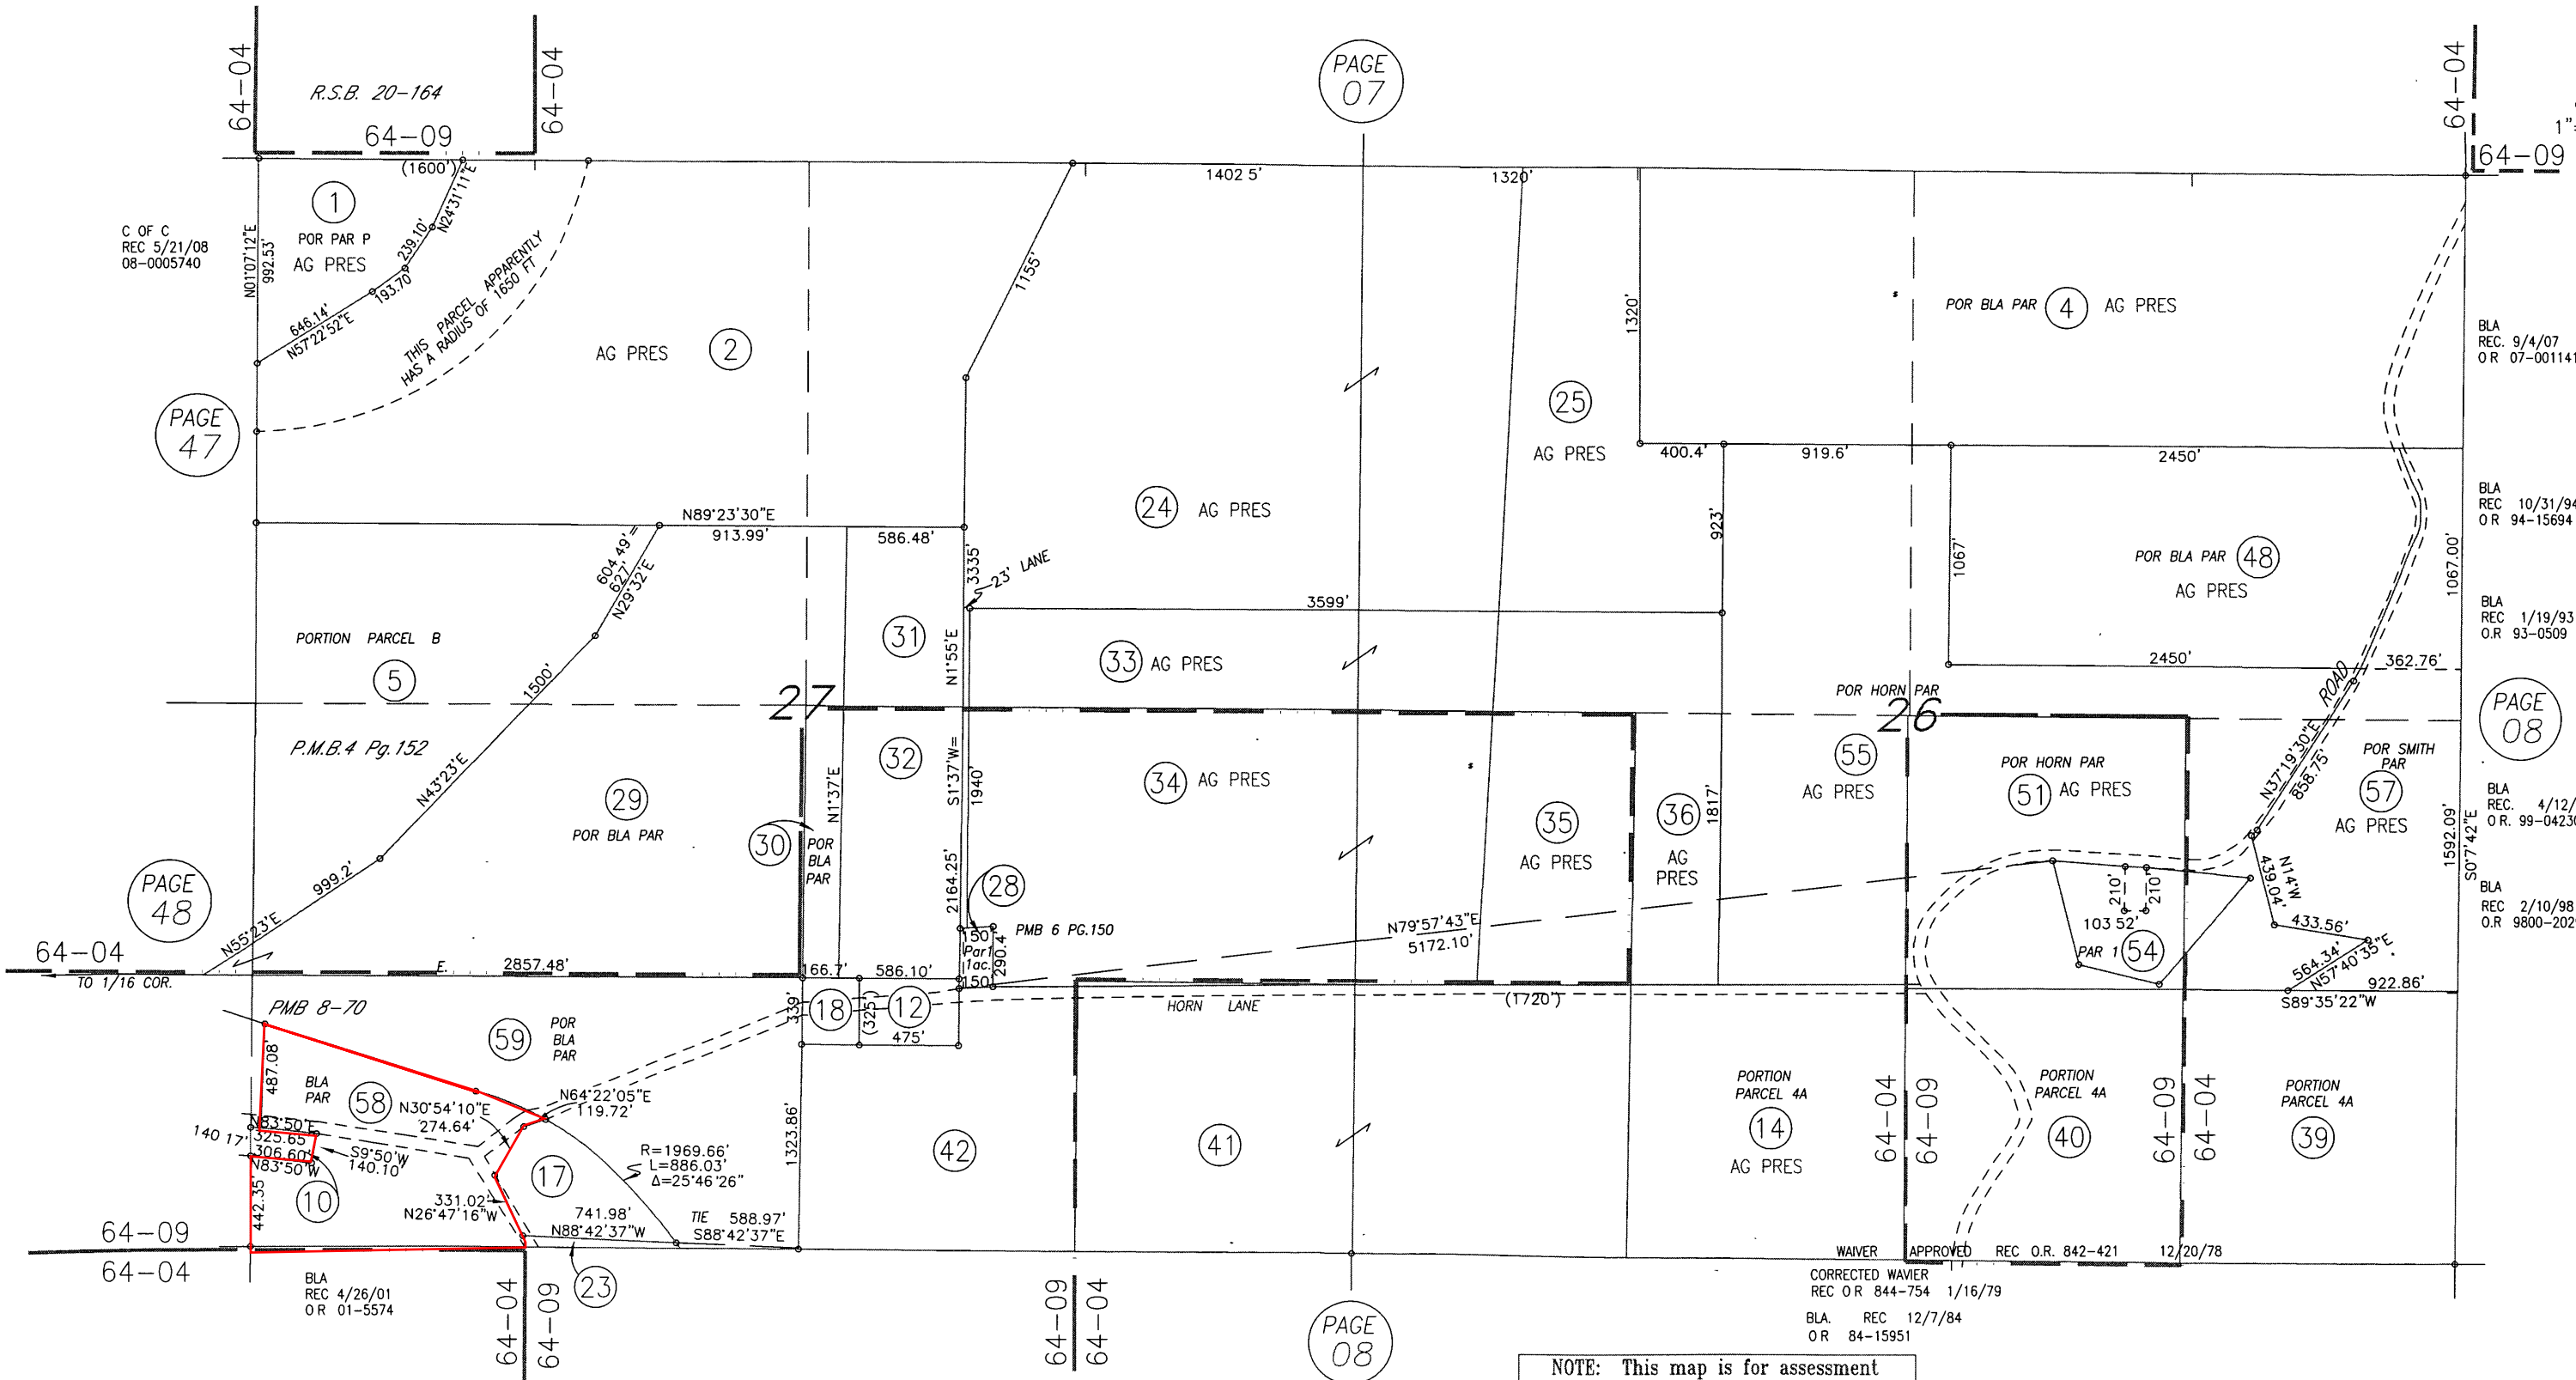 64-04
64-04
R.S.B. 20-164
64-09
PAGE
07
64-04
1"=
64-09
(1600')
N24°31'11"E
1402 5'
1320'
1
POR PAR P
AG PRES
239.10'
C OF C
REC 5/21/08
08-0005740
N01°07'12"E
992.53'
193.70'
646.14'
N57°22'52"E
THIS PARCEL APPARENTLY
HAS A RADIUS OF 1650 FT
1155'
1320'
POR BLA PAR
4
AG PRES
BLA
REC. 9/4/07
O R 07-001141
AG PRES
2
PAGE
47
25
AG PRES
400.4'
919.6'
2450'
24
AG PRES
N89°23'30"E
913.99'
586.48'
923'
BLA
REC 10/31/94
O R 94-15694
604.49'=
627'
N29°32'E
3335'
23' LANE
1067'
POR BLA PAR
48
AG PRES
1067.00'
3599'
BLA
REC 1/19/93
O.R 93-0509
PORTION PARCEL B
5
31
N1°55'E
33
AG PRES
2450'
362.76'
1500'
27
POR HORN PAR
26
ROAD
PAGE
08
P.M.B.4 Pg.152
N43°23'E
32
S1°37'W=
1940'
34
AG PRES
55
AG PRES
POR HORN PAR
51
AG PRES
N37°19'30"E
858.75'
POR SMITH
PAR
57
AG PRES
BLA
REC. 4/12/
O R. 99-0423
29
POR BLA PAR
N1°37'E
30
POR
BLA
PAR
35
AG PRES
36
AG
PRES
1817'
1592.09'
S0°7'42"E
PAGE
48
999.2'
N55°23'E
2164.25'
28
150'
Par1
1ac.
150'
290.4'
PMB 6 PG.150
N79°57'43"E
5172.10'
210'
210'
103 52'
PAR 1
54
N14°W
439.04'
433.56'
564.34'
N57°40'35"E
BLA
REC 2/10/98
O.R 9800-202
64-04
TO 1/16 COR.
E.
2857.48'
166.7'
586.10'
922.86'
S89°35'22"W
PMB 8-70
339'
18
(325')
12
475'
HORN LANE
(1720')
59
POR
BLA
PAR
487.08'
BLA
PAR
58
N64°22'05"E
119.72'
N30°54'10"E
274.64'
N83°50'E
325.65'
140 17'
306.60'
N83°50'W
S9°50'W
140.10'
10
442.35'
331.02'
N26°47'16"W
17
R=1969.66'
L=886.03'
Δ=25°46'26"
741.98'
N88°42'37"W
TIE 588.97'
S88°42'37"E
1323.86'
42
41
PORTION
PARCEL 4A
14
AG PRES
64-04
64-09
PORTION
PARCEL 4A
40
64-09
64-04
PORTION
PARCEL 4A
39
64-09
64-04
BLA
REC 4/26/01
O R 01-5574
64-04
64-09
23
64-09
64-04
PAGE
08
WAIVER APPROVED REC O.R. 842-421 12/20/78
CORRECTED WAVIER
REC O R 844-754 1/16/79
BLA. REC 12/7/84
O R 84-15951
NOTE: This map is for assessment